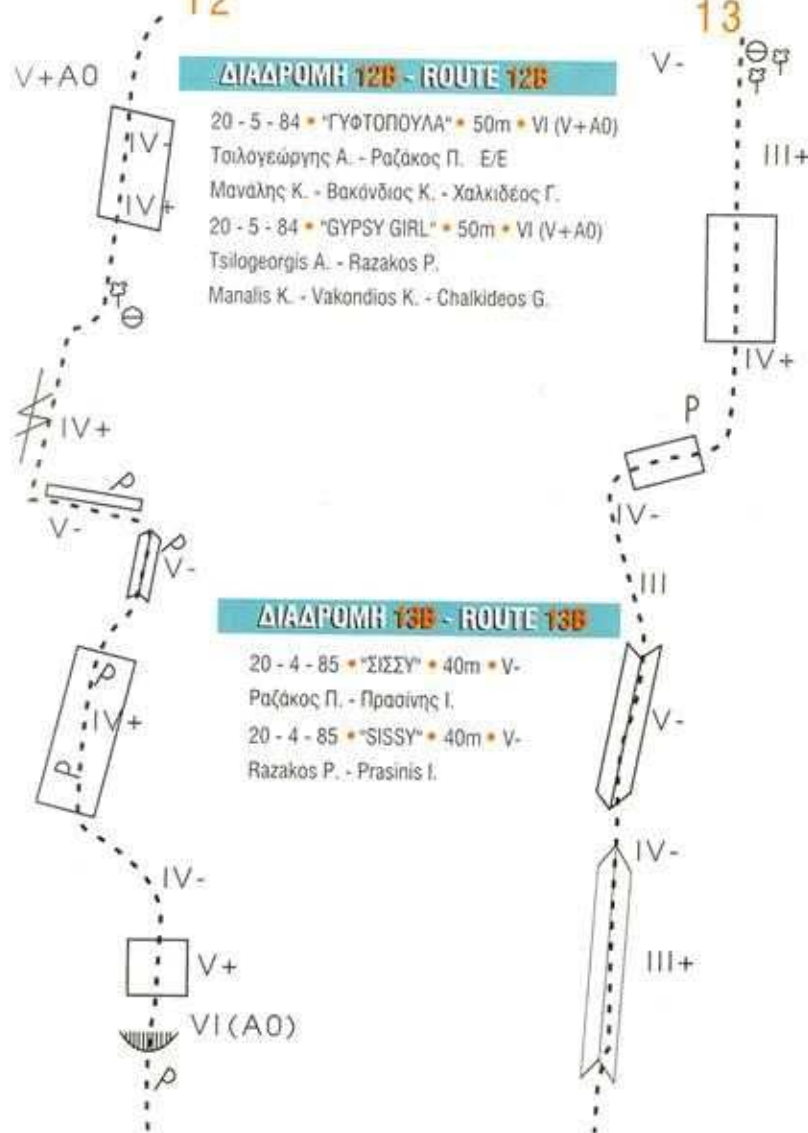 12
V+A0
IV-
IV+
IV+
V-
V-
IV+
IV-
V+
VI(A0)
ΔΙΑΔΡΟΜΗ 12B - ROUTE 12B
20 - 5 - 84 • "ΓΥΦΤΟΠΟΥΛΑ" • 50m • VI (V+A0)
Τσιλογεώργης Α. - Ραζάκος Π. Ε/Ε
Μανάλης Κ. - Βακόνδιος Κ. - Χαλκιδέος Γ.
20 - 5 - 84 • "GYPSY GIRL" • 50m • VI (V+A0)
Tsilogeorgis A. - Razakos P.
Manalis K. - Vakondios K. - Chalkideos G.
ΔΙΑΔΡΟΜΗ 13B - ROUTE 13B
20 - 4 - 85 • "ΣΙΣΣΥ" • 40m • V-
Ραζάκος Π. - Πρασίνης Ι.
20 - 4 - 85 • "SISSY" • 40m • V-
Razakos P. - Prasinis I.
13
V-
III+
IV+
P
IV-
III
V-
IV-
III+